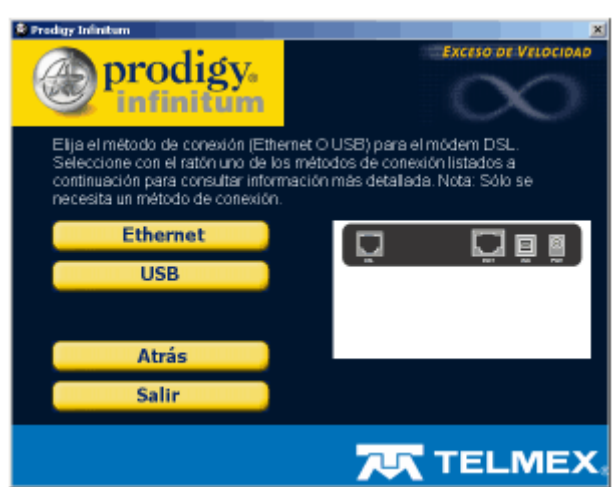 Prodigy Infinitum
EXCESO DE VELOCIDAD
prodigy®
infinitum
Elija el método de conexión (Ethernet O USB) para el módem DSL.
Seleccione con el ratón uno de los métodos de conexión listados a
continuación para consultar información más detallada. Nota: Sólo se
necesita un método de conexión.
Ethernet
USB
Atrás
Salir
TELMEX®